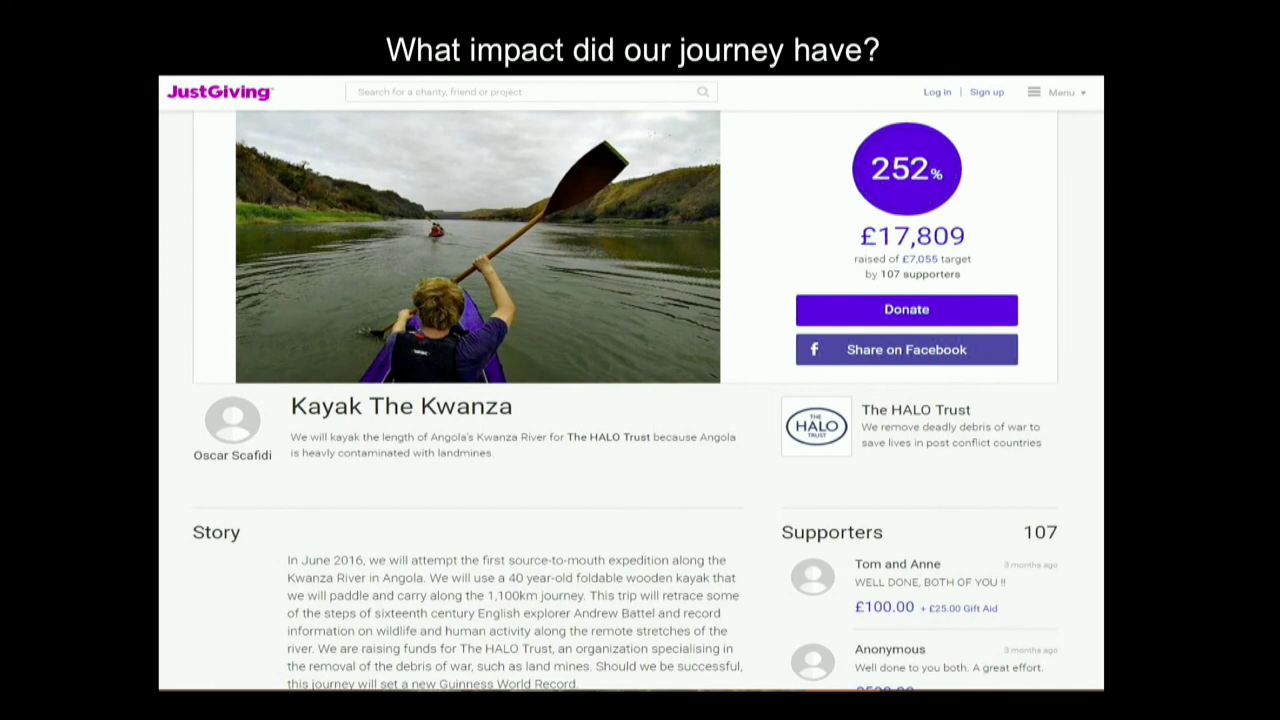 What impact did our journey have?
JustGiving
Search for a charity, friend or project
Log in | Sign up
Menu
252%
£17,809
raised of £7,055 target
by 107 supporters
Donate
f Share on Facebook
Kayak The Kwanza
We will kayak the length of Angola's Kwanza River for The HALO Trust because Angola
is heavly contaminated with landmines.
Oscar Scafidi
THE
HALO
TRUST
The HALO Trust
We remove deadly debris of war to
save lives in post conflict countries
Story
In June 2016, we will attempt the first source-to-mouth expedition along the
Kwanza River in Angola. We will use a 40 year-old foldable wooden kayak that
we will paddle and carry along the 1,100km journey. This trip will retrace some
of the steps of sixteenth century English explorer Andrew Battel and record
information on wildlife and human activity along the remote stretches of the
river. We are raising funds for The HALO Trust, an organization specialising in
the removal of the debris of war, such as land mines. Should we be successful,
this journey will set a new Guinness World Record.
Supporters 107
Tom and Anne 3 months ago
WELL DONE, BOTH OF YOU !!
£100.00 + £25.00 Gift Aid
Anonymous 3 months ago
Well done to you both. A great effort.